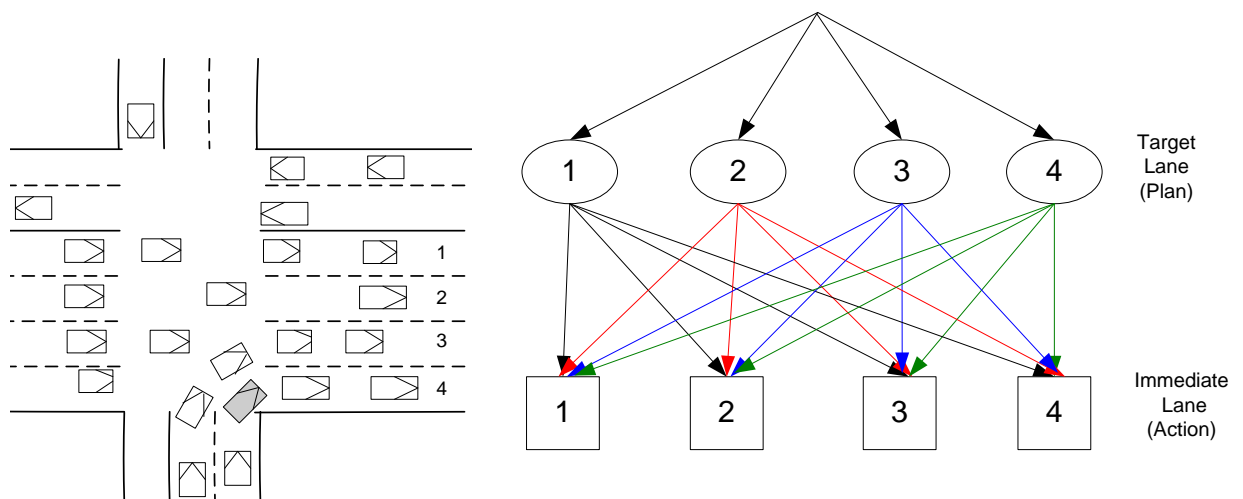 1
2
3
4
1 2 3 4
Target
Lane
(Plan)
1 2 3 4
Immediate
Lane
(Action)